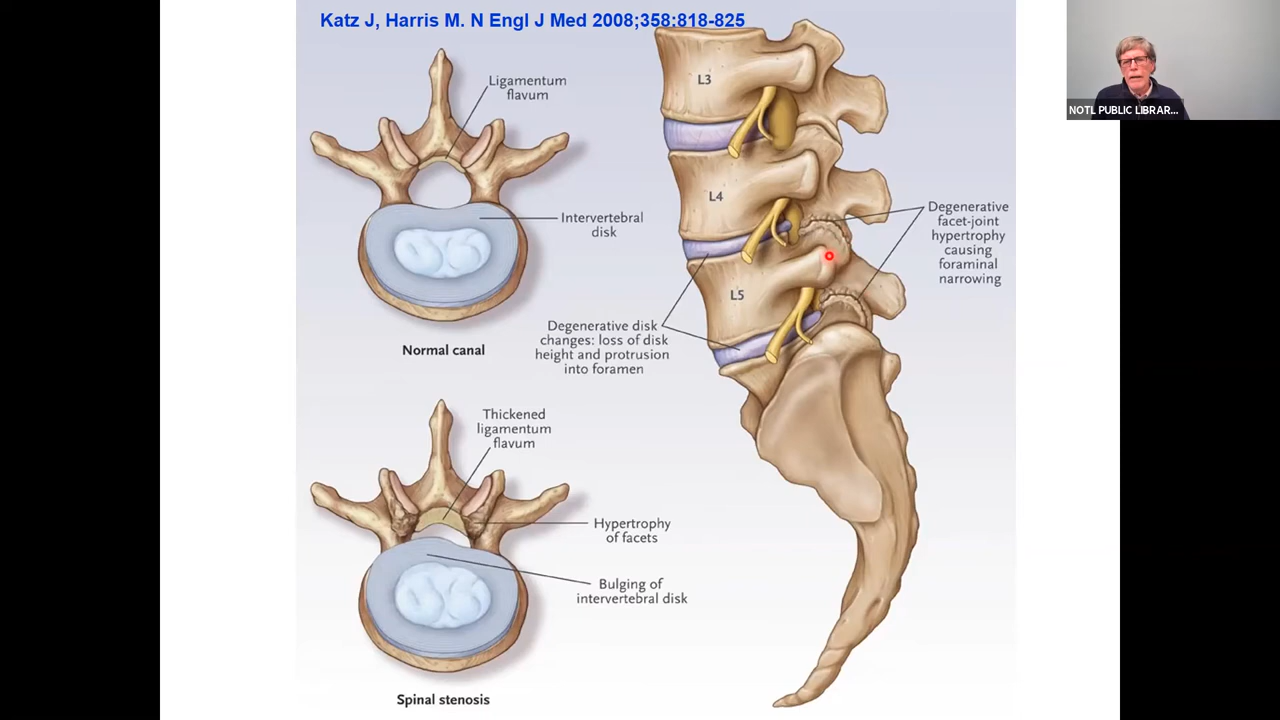 Katz J, Harris M. N Engl J Med 2008;358:818-825
NOTL PUBLIC LIBRAR...
Ligamentum
flavum
Intervertebral
disk
Normal canal
L3
L4
L5
Degenerative
facet-joint
hypertrophy
causing
foraminal
narrowing
Degenerative disk
changes: loss of disk
height and protrusion
into foramen
Thickened
ligamentum
flavum
Hypertrophy
of facets
Bulging of
intervertebral disk
Spinal stenosis